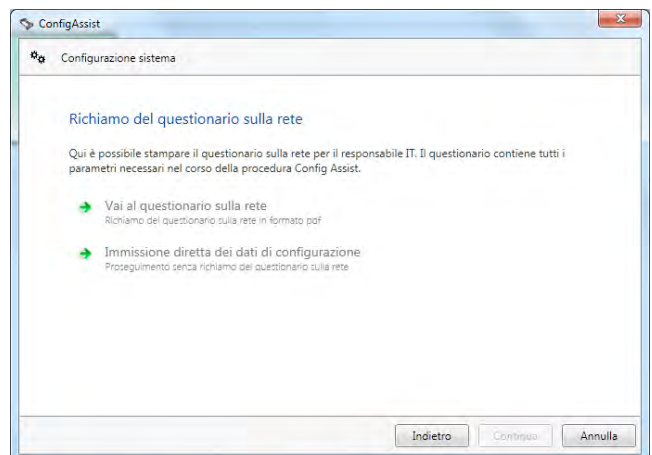 ConfigAssist
Configurazione sistema
Richiamo del questionario sulla rete
Qui è possibile stampare il questionario sulla rete per il responsabile IT. Il questionario contiene tutti i
parametri necessari nel corso della procedura Config Assist.
Vai al questionario sulla rete
Richiamo del questionario sulla rete in formato pdf
Immissione diretta dei dati di configurazione
Proseguimento senza richiamo del questionario sulla rete
Indietro Continua Annulla